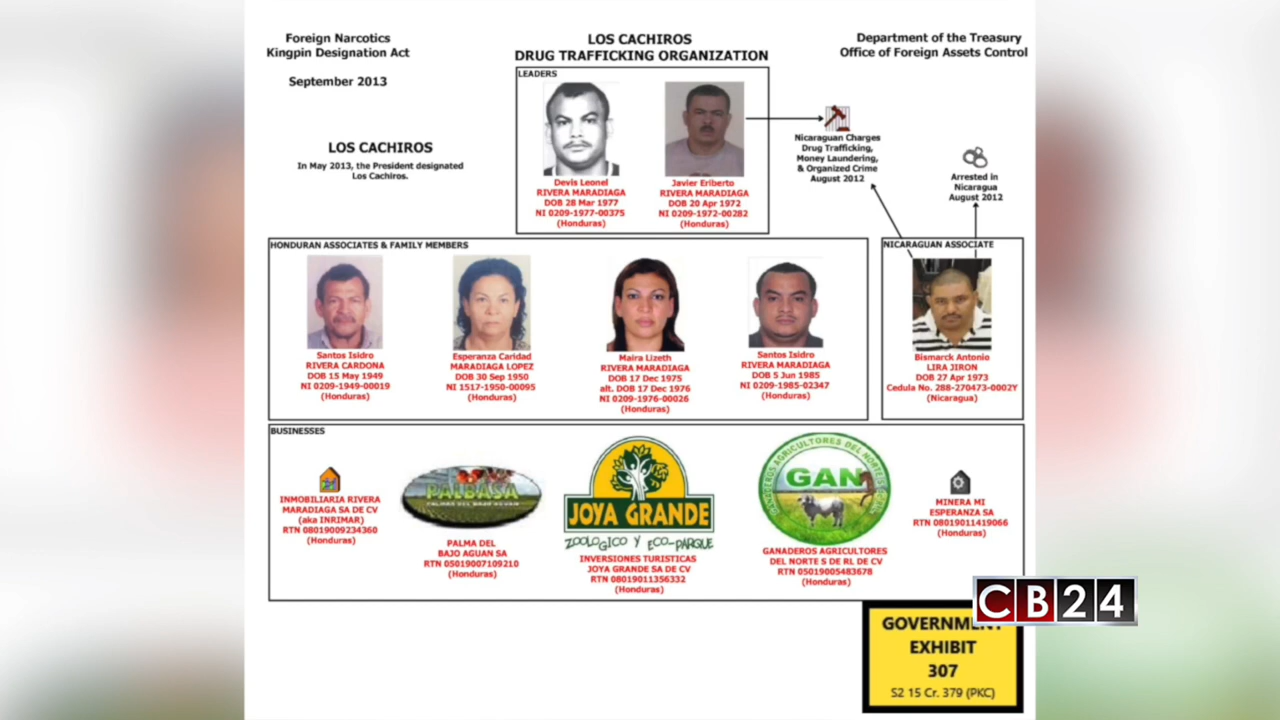 Foreign Narcotics
Kingpin Designation Act
September 2013
LOS CACHIROS
DRUG TRAFFICKING ORGANIZATION
Department of the Treasury
Office of Foreign Assets Control
LOS CACHIROS
In May 2013, the President designated
Los Cachiros.
LEADERS
Devis Leonel
RIVERA MARADIAGA
DOB 28 Mar 1977
NI 0209-1977-00375
(Honduras)
Javier Eriberto
RIVERA MARADIAGA
DOB 20 Apr 1972
NI 0209-1972-00282
(Honduras)
Nicaraguan Charges
Drug Trafficking,
Money Laundering,
& Organized Crime
August 2012
Arrested in
Nicaragua
August 2012
HONDURAN ASSOCIATES & FAMILY MEMBERS
Santos Isidro
RIVERA CARDONA
DOB 15 May 1949
NI 0209-1949-00019
(Honduras)
Esperanza Caridad
MARADIAGA LOPEZ
DOB 30 Sep 1950
NI 1517-1950-00095
(Honduras)
Maira Lizeth
RIVERA MARADIAGA
DOB 17 Dec 1975
alt. DOB 17 Dec 1976
NI 0209-1976-00026
(Honduras)
Santos Isidro
RIVERA MARADIAGA
DOB 5 Jun 1985
NI 0209-1985-02347
(Honduras)
NICARAGUAN ASSOCIATE
Bismarck Antonio
LIRA JIRON
DOB 27 Apr 1973
Cedula No. 288-270473-0002Y
(Nicaragua)
BUSINESSES
INMOBILIARIA RIVERA
MARADIAGA SA DE CV
(aka INRIMAR)
RTN 08019009234360
(Honduras)
PALBASA
PALMA DEL BAJO AGUAN
PALMA DEL
BAJO AGUAN SA
RTN 05019007109210
(Honduras)
JOYA GRANDE
ZOOLOGICO Y ECO-PARQUE
INVERSIONES TURISTICAS
JOYA GRANDE SA DE CV
RTN 08019011356332
(Honduras)
GANADEROS AGRICULTORES DEL NORTE
GAN
GANADEROS AGRICULTORES
DEL NORTE S DE RL DE CV
RTN 05019005483678
(Honduras)
MINERA MI
ESPERANZA SA
RTN 08019011419066
(Honduras)
CB24
GOVERNMENT
EXHIBIT
307
S2 15 Cr. 379 (PKC)